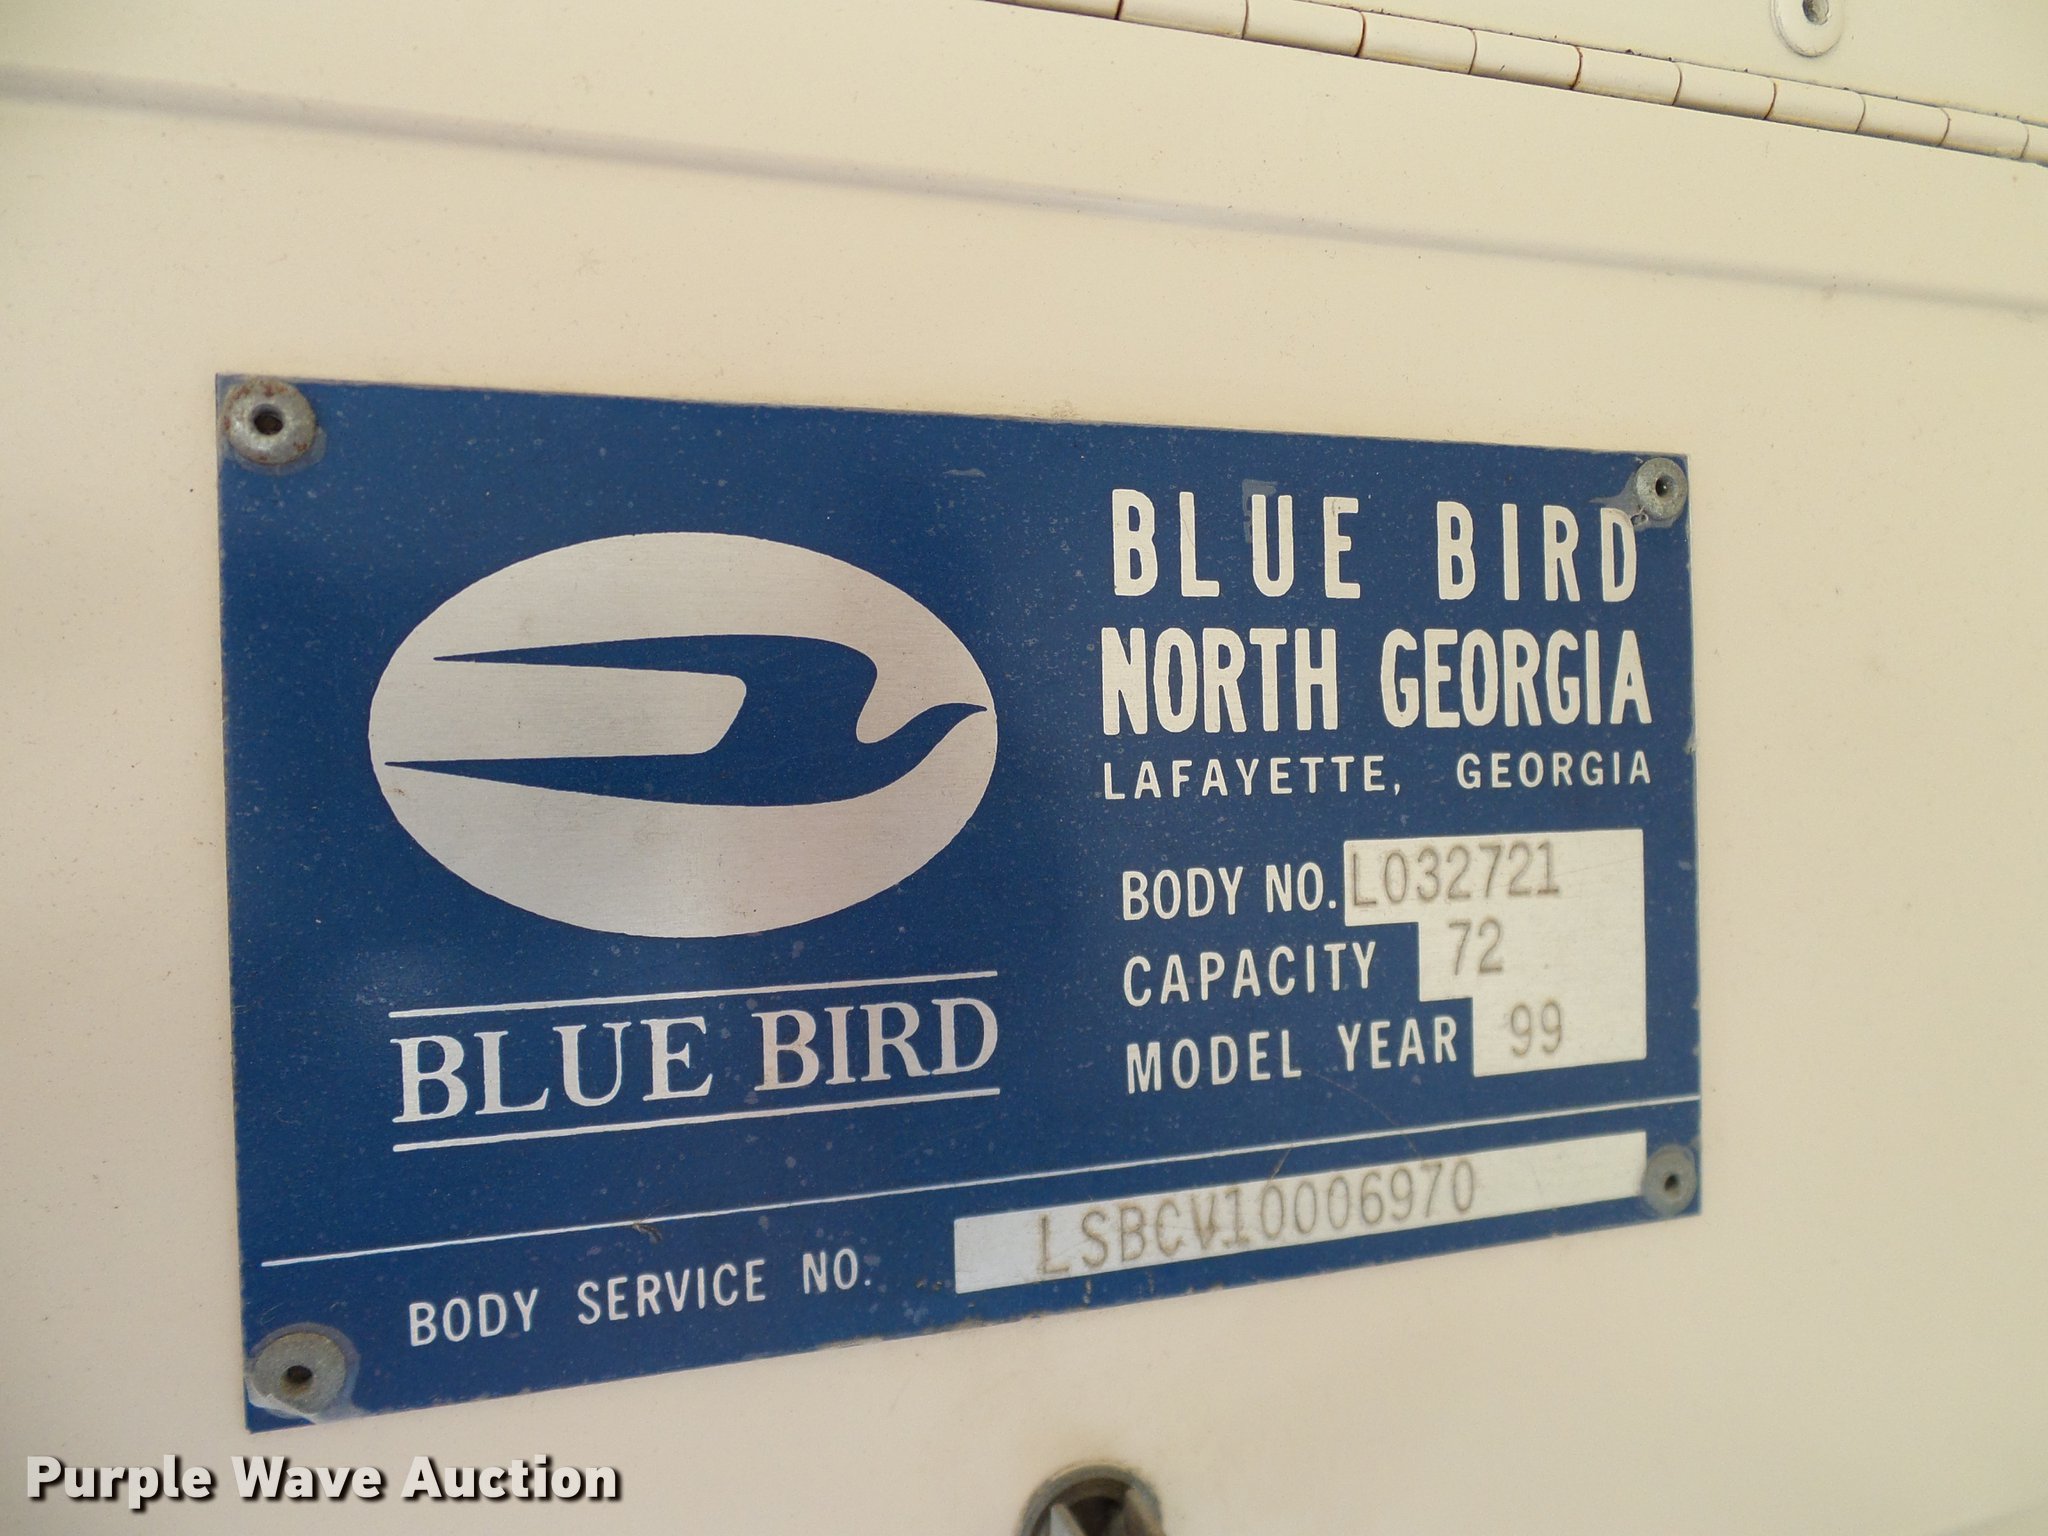 BLUE BIRD
NORTH GEORGIA
LAFAYETTE, GEORGIA
BODY NO. L032721
CAPACITY 72
MODEL YEAR 99
BLUE BIRD
BODY SERVICE NO. LSBCV10006970
Purple Wave Auction